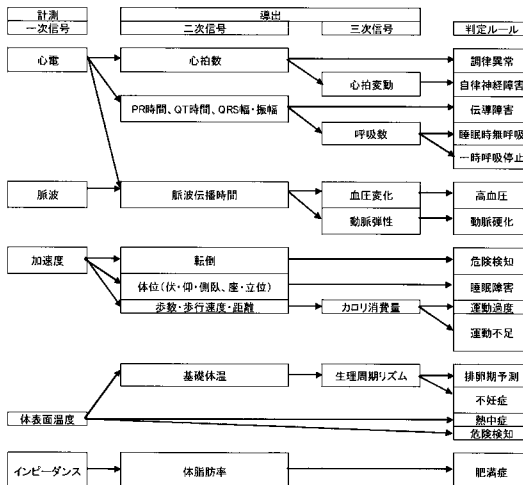 計測 導出
一次信号 二次信号 三次信号 判定ルール
心電 心拍数 調律異常
心拍変動 自律神経障害
PR時間、QT時間、QRS幅・振幅 伝導障害
呼吸数 睡眠時無呼吸
一時呼吸停止
脈波 脈波伝播時間 血圧変化 高血圧
動脈弾性 動脈硬化
加速度 転倒 危険検知
体位(伏・仰・側臥、座・立位) 睡眠障害
歩数・歩行速度・距離 カロリ消費量 運動過度
運動不足
基礎体温 生理周期リズム 排卵期予測
不妊症
体表面温度 熱中症
危険検知
インピーダンス 体脂肪率 肥満症